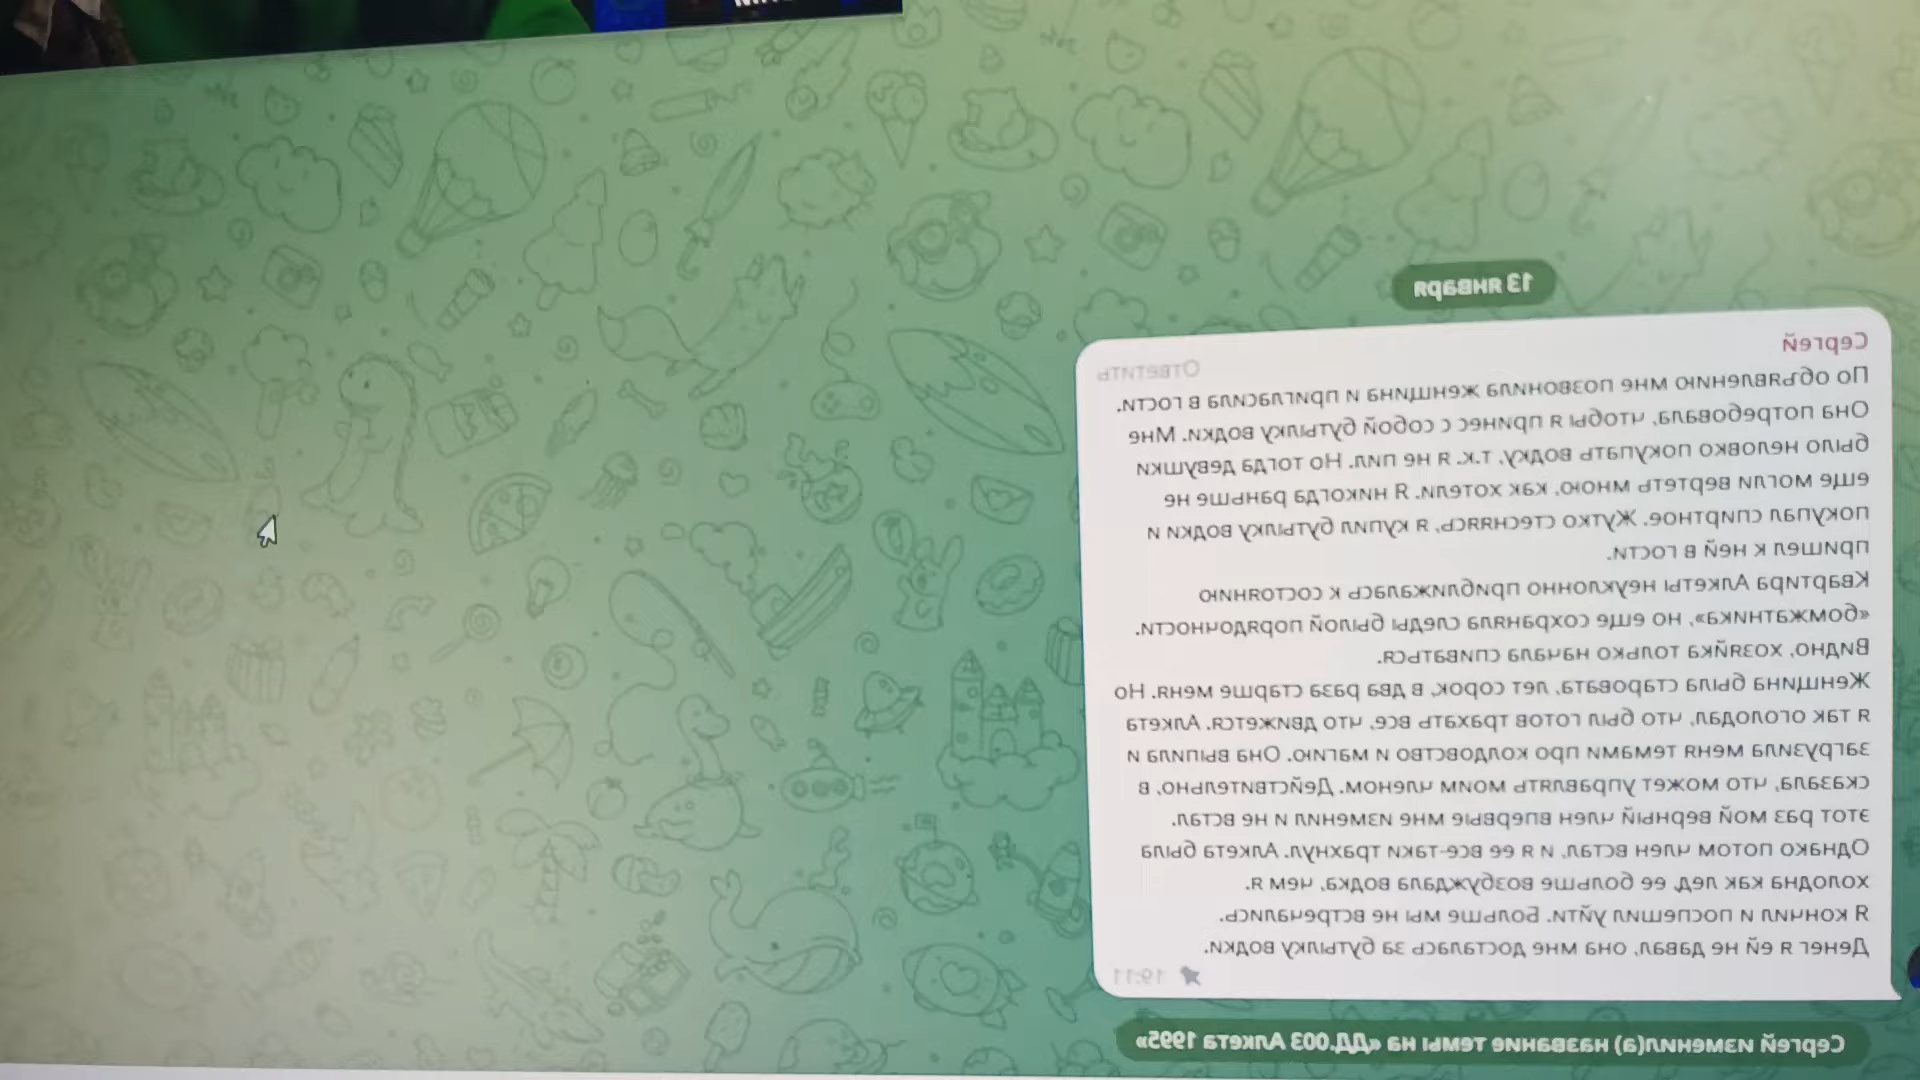 13 января
Сергей
Ответить
По объявлению мне позвонила женщина и пригласила в гости.
Она потребовала, чтобы я принес с собой бутылку водки. Мне
было неловко покупать водку, т.к. я не пил. Но тогда девушки
еще могли вертеть мною, как хотели. Я никогда раньше не
покупал спиртное. Жутко стесняясь, я купил бутылку водки и
пришел к ней в гости.
Квартира Алкеты неуклонно приближалась к состоянию
«бомжатника», но еще сохраняла следы былой порядочности.
Видно, хозяйка только начала спиваться.
Женщина была старовата, лет сорок, в два раза старше меня. Но
я так оголодал, что был готов трахать все, что движется. Алкета
загрузила меня темами про колдовство и магию. Она выпила и
сказала, что может управлять моим членом. Действительно, в
этот раз мой верный член впервые мне изменил и не встал.
Однако потом член встал, и я ее все-таки трахнул. Алкета была
холодна как лед, ее больше возбуждала водка, чем я.
Я кончил и поспешил уйти. Больше мы не встречались.
Денег я ей не давал, она мне досталась за бутылку водки.
19:11
Сергей изменил(а) название темы на «ДД.003 Алкета 1995»